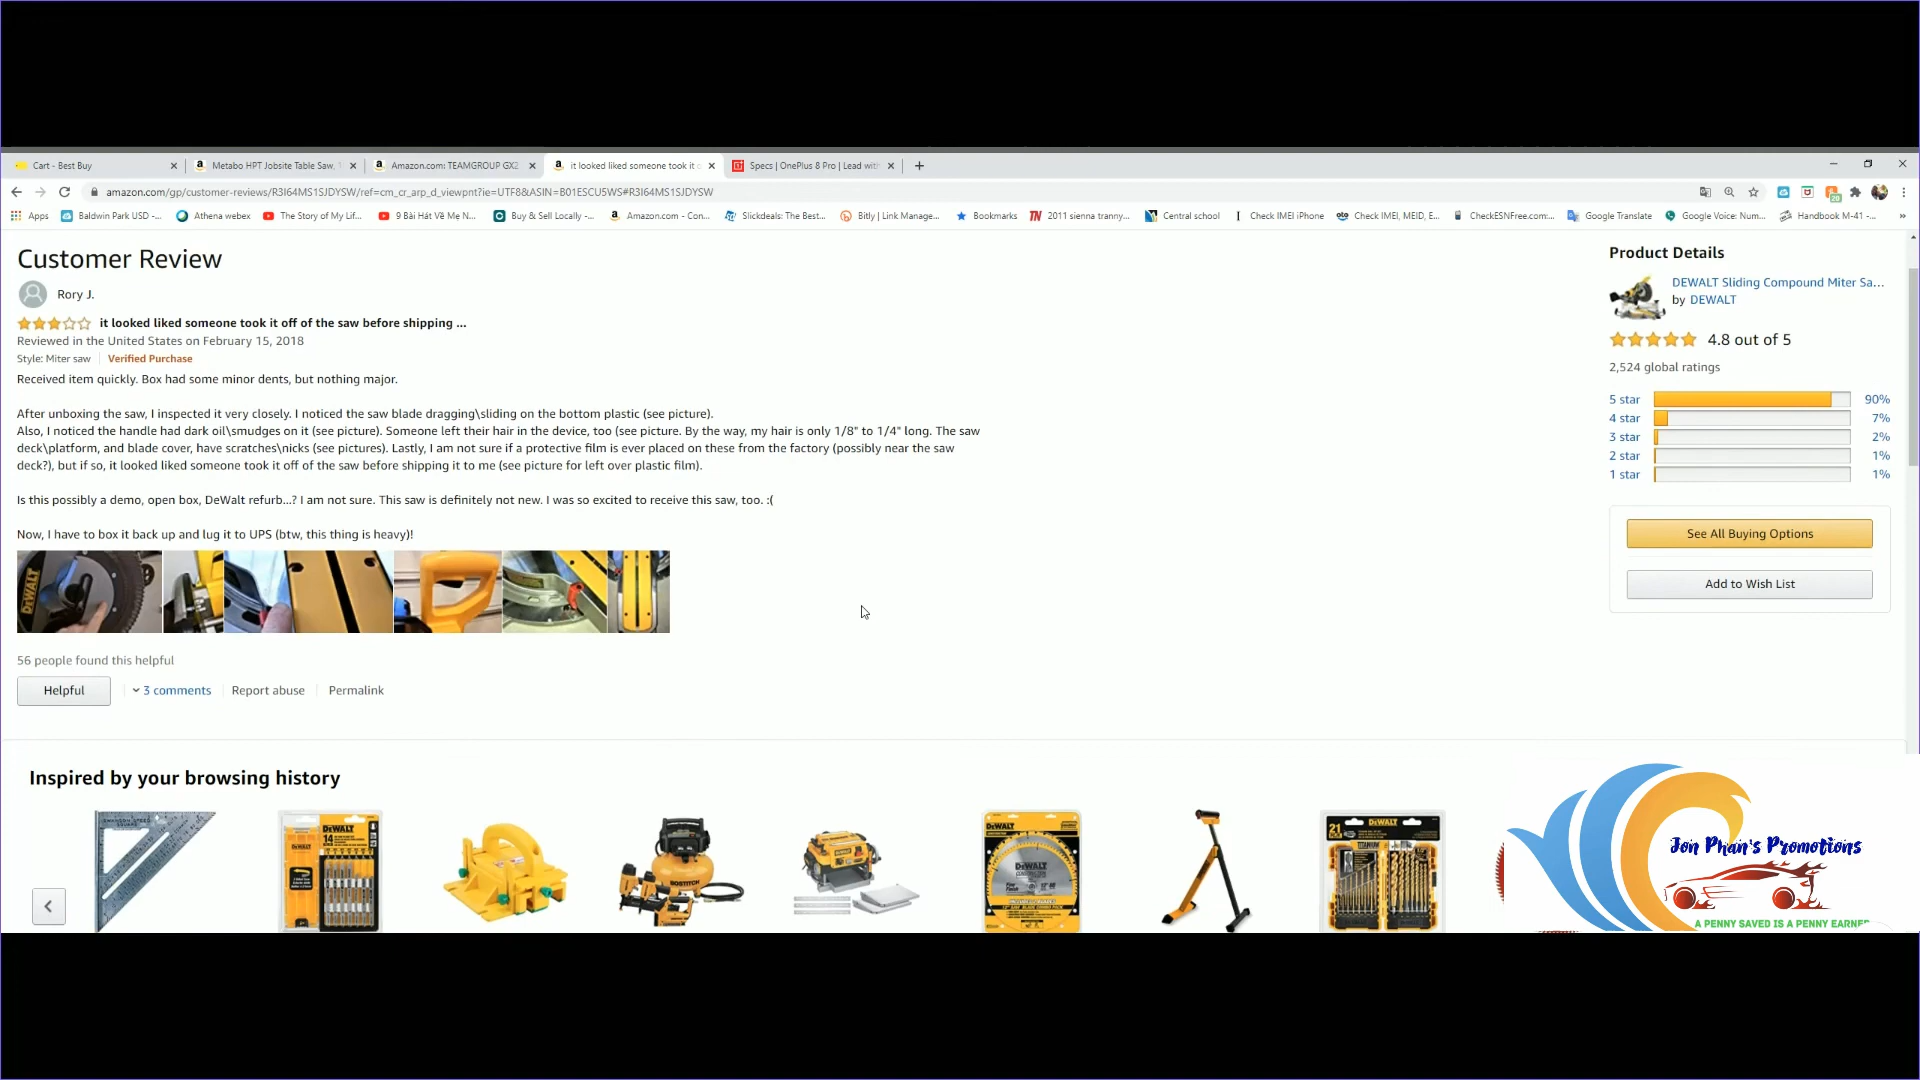 Cart - Best Buy
Metabo HPT Jobsite Table Saw, 1
Amazon.com: TEAMGROUP GX2
it looked liked someone took it o
Specs | OnePlus 8 Pro | Lead with
amazon.com/gp/customer-reviews/R3I64MS1SJDYSW/ref=cm_cr_arp_d_viewpnt?ie=UTF8&ASIN=B01ESCU5WS#R3I64MS1SJDYSW
20
Apps
Baldwin Park USD -...
Athena webex
The Story of My Lif...
9 Bài Hát Về Me N...
Buy & Sell Locally -...
Amazon.com - Con...
Slickdeals: The Best...
Bitly | Link Manage...
Bookmarks
2011 sienna tranny...
Central school
Check IMEI iPhone
Check IMEI, MEID, E...
CheckESNFree.com:...
Google Translate
Google Voice: Num...
Handbook M-41 -...
Customer Review
Rory J.
it looked liked someone took it off of the saw before shipping ...
Reviewed in the United States on February 15, 2018
Style: Miter saw | Verified Purchase
Received item quickly. Box had some minor dents, but nothing major.
After unboxing the saw, I inspected it very closely. I noticed the saw blade dragging\sliding on the bottom plastic (see picture).
Also, I noticed the handle had dark oil\smudges on it (see picture). Someone left their hair in the device, too (see picture. By the way, my hair is only 1/8" to 1/4" long. The saw
deck\platform, and blade cover, have scratches\nicks (see pictures). Lastly, I am not sure if a protective film is ever placed on these from the factory (possibly near the saw
deck?), but if so, it looked liked someone took it off of the saw before shipping it to me (see picture for left over plastic film).
Is this possibly a demo, open box, DeWalt refurb...? I am not sure. This saw is definitely not new. I was so excited to receive this saw, too. :(
Now, I have to box it back up and lug it to UPS (btw, this thing is heavy)!
DEWALT
56 people found this helpful
Helpful
3 comments
Report abuse
Permalink
Product Details
DEWALT Sliding Compound Miter Sa...
by DEWALT
4.8 out of 5
2,524 global ratings
5 star 90%
4 star 7%
3 star 2%
2 star 1%
1 star 1%
See All Buying Options
Add to Wish List
Inspired by your browsing history
DEWALT
14
BOSTITCH
DEWALT
DEWALT
DEWALT
21
TITANIUM
Jon Phan's Promotions
A PENNY SAVED IS A PENNY EARNED